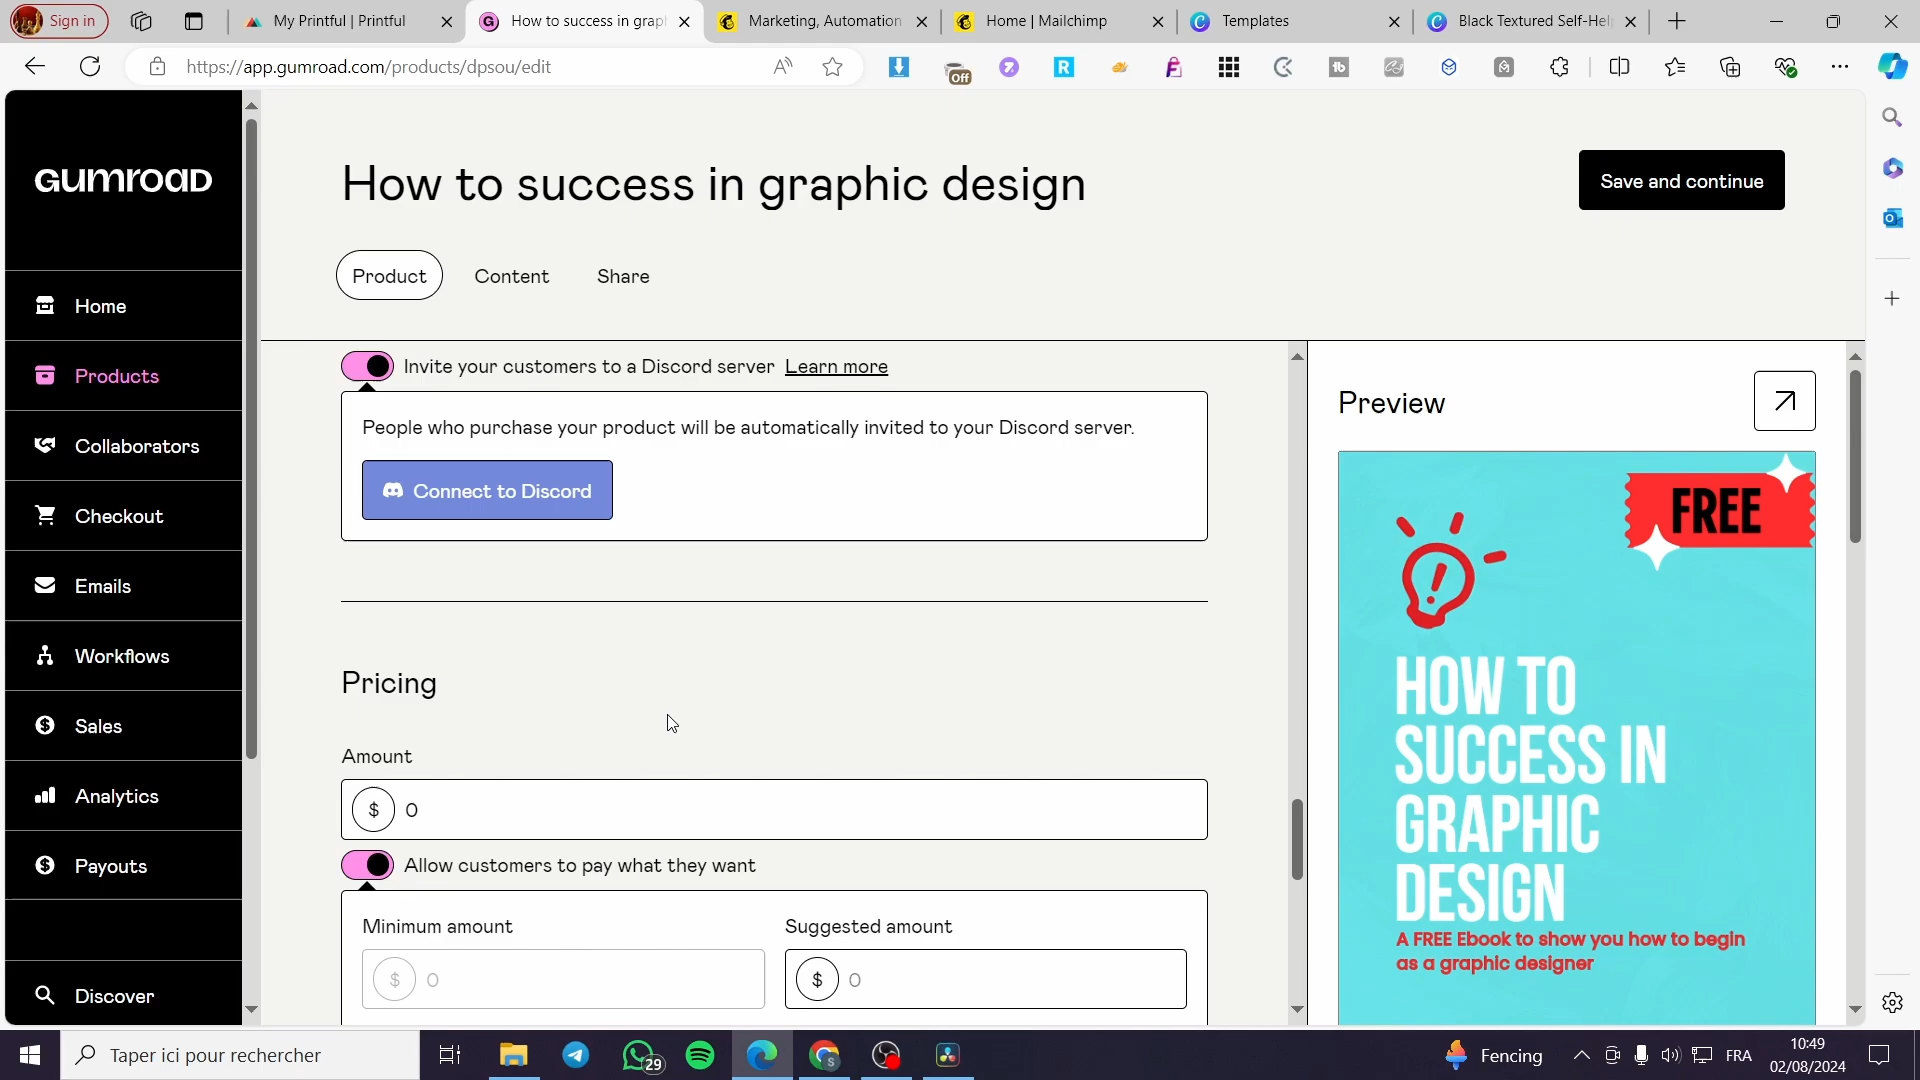 Sign in
My Printful | Printful
How to success in grap
Marketing, Automation
Home | Mailchimp
Templates
Black Textured Self-Hel
https://app.gumroad.com/products/dpsou/edit
Off
GUMROAD
How to success in graphic design
Save and continue
Product
Content
Share
Home
Products
Collaborators
Checkout
Emails
Workflows
Sales
Analytics
Payouts
Discover
Invite your customers to a Discord server Learn more
People who purchase your product will be automatically invited to your Discord server.
Connect to Discord
Pricing
Amount
$ 0
Allow customers to pay what they want
Minimum amount
Suggested amount
$ 0
$ 0
Preview
FREE
HOW TO
SUCCESS IN
GRAPHIC
DESIGN
A FREE Ebook to show you how to begin
as a graphic designer
Taper ici pour rechercher
29
Fencing
FRA
10:49
02/08/2024